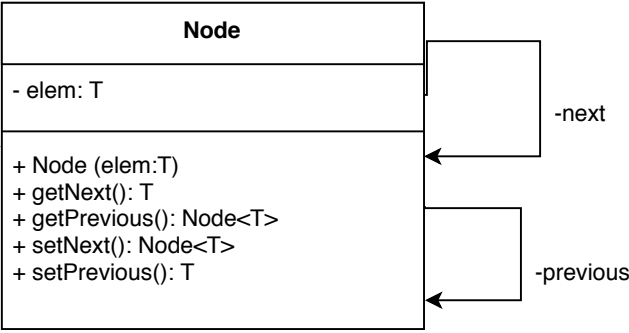 Node
- elem: T
-next
+ Node (elem:T)
+ getNext(): T
+ getPrevious(): Node<T>
+ setNext(): Node<T>
+ setPrevious(): T
-previous